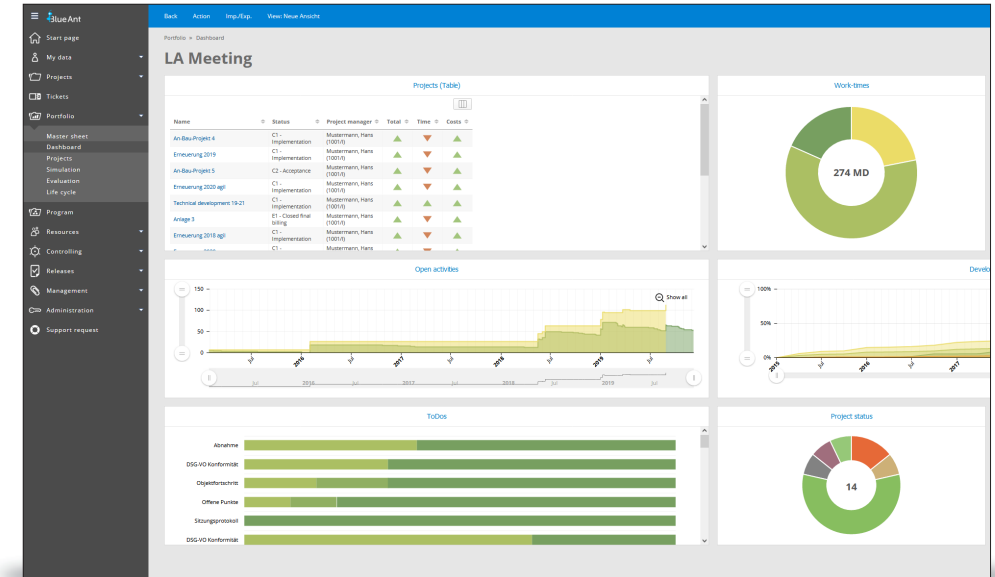 BlueAnt
Back Action Imp./Exp. View: Neue Ansicht
Start page
My data
Projects
Tickets
Portfolio
Master sheet
Dashboard
Projects
Simulation
Evaluation
Life cycle
Program
Resources
Controlling
Releases
Management
Administration
Support request
Portfolio » Dashboard
LA Meeting
Projects (Table)
Name Status Project manager Total Time Costs
An-Bau-Projekt 4 C1 - Implementation Mustermann, Hans (1001/I)
Erneuerung 2019 C1 - Implementation Mustermann, Hans (1001/I)
An-Bau-Projekt 5 C2 - Acceptance Mustermann, Hans (1001/I)
Erneuerung 2020 agil C1 - Implementation Mustermann, Hans (1001/I)
Technical development 19-21 C1 - Implementation Mustermann, Hans (1001/I)
Anlage 3 E1 - Closed final billing Mustermann, Hans (1001/I)
Erneuerung 2018 agil C1 - Implementation Mustermann, Hans (1001/I)
C1 - Mustermann, Hans
Work-times
274 MD
Open activities
Show all
150
100
50
0
Jul 2016 Jul 2017 Jul 2018 Jul 2019 Jul
Jul 2016 Jul 2017 Jul 2018 Jul 2019 Jul
Develo
100%
50%
0%
2015 Jul 2016 Jul 2017
ToDos
Abnahme
DSG-VO Konformität
Objektfortschritt
Offene Punkte
Sitzungsprotokoll
DSG-VO Konformität
Project status
14